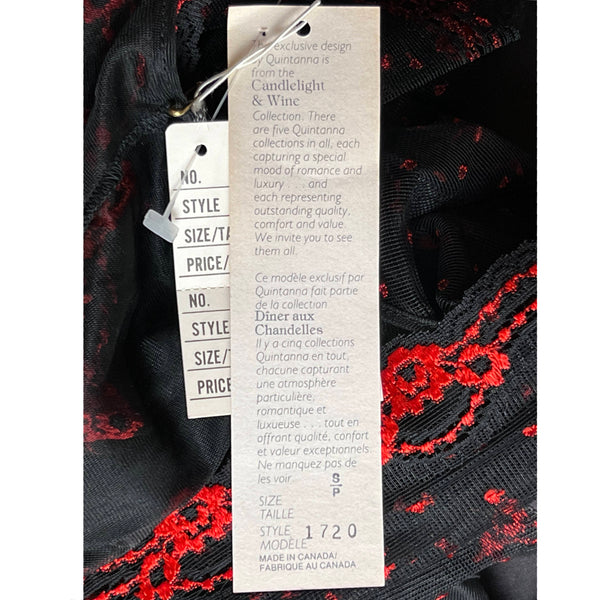 The exclusive design
by Quintanna is
from the
Candlelight
& Wine
Collection. There
are five Quintanna
collections in all, each
capturing a special
mood of romance and
luxury . . . and
each representing
outstanding quality,
comfort and value.
We invite you to see
them all.
Ce modèle exclusif par
Quintanna fait partie
de la collection
Dîner aux
Chandelles
Il y a cinq collections
Quintanna en tout,
chacune capturant
une atmosphère
particulière,
romantique et
luxueuse . . . tout en
offrant qualité, confort
et valeur exceptionnels.
Ne manquez pas de
les voir.
S
P
SIZE
TAILLE
STYLE 1720
MODÈLE
MADE IN CANADA/
FABRIQUE AU CANADA
NO.
STYLE
SIZE/
PRICE/
NO.
STYLE
SIZE/
PRICE